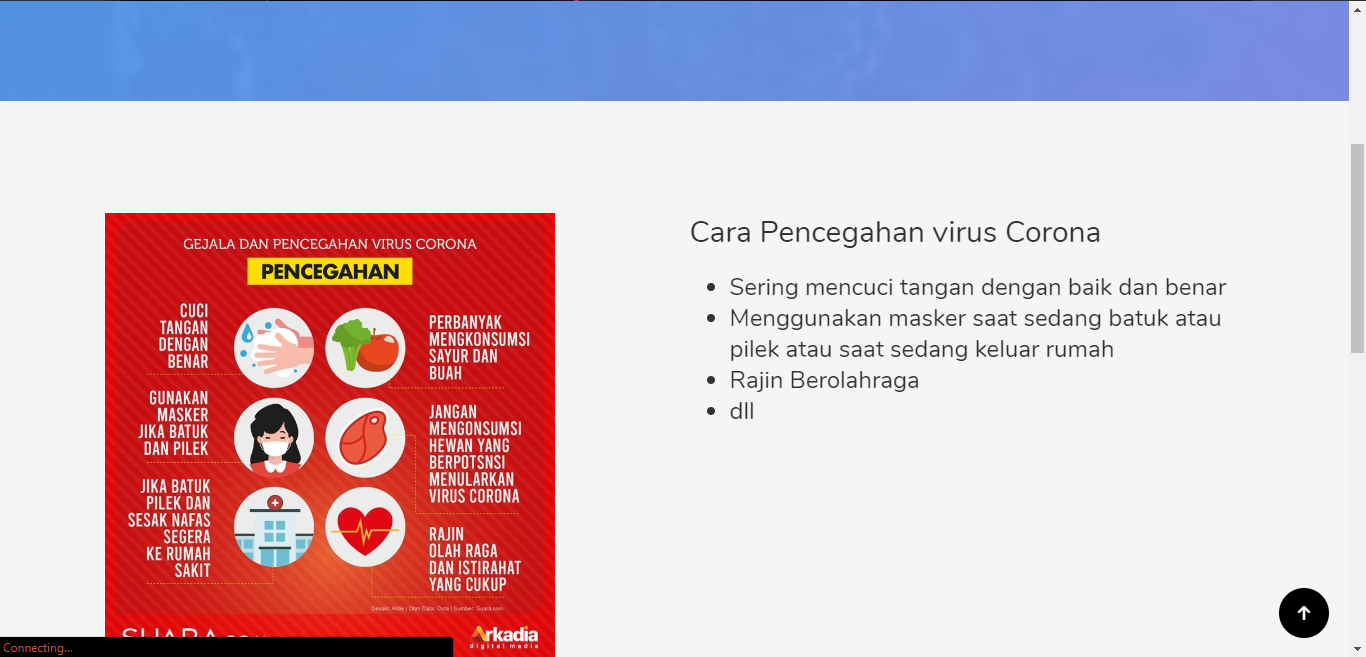 GEJALA DAN PENCEGAHAN VIRUS CORONA
PENCEGAHAN
CUCI
TANGAN
DENGAN
BENAR
PERBANYAK
MENGKONSUMSI
SAYUR DAN
BUAH
GUNAKAN
MASKER
JIKA BATUK
DAN PILEK
JANGAN
MENGONSUMSI
HEWAN YANG
BERPOTSNSI
MENULARKAN
VIRUS CORONA
JIKA BATUK
PILEK DAN
SESAK NAFAS
SEGERA
KE RUMAH
SAKIT
RAJIN
OLAH RAGA
DAN ISTIRAHAT
YANG CUKUP
Desain: Aldie | Olah Data: Oxta | Sumber: Suara.com
Arkadia
digital media
Cara Pencegahan virus Corona
Sering mencuci tangan dengan baik dan benar
Menggunakan masker saat sedang batuk atau
pilek atau saat sedang keluar rumah
Rajin Berolahraga
dll
Connecting...